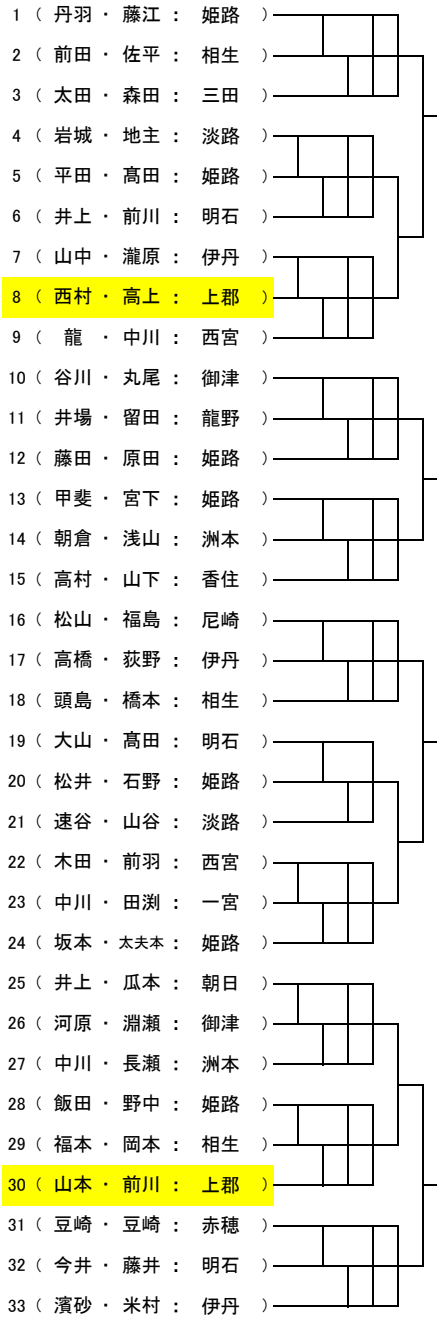 1 （ 丹羽 ・ 藤江 ： 姫路 ）
2 （ 前田 ・ 佐平 ： 相生 ）
3 （ 太田 ・ 森田 ： 三田 ）
4 （ 岩城 ・ 地主 ： 淡路 ）
5 （ 平田 ・ 髙田 ： 姫路 ）
6 （ 井上 ・ 前川 ： 明石 ）
7 （ 山中 ・ 瀧原 ： 伊丹 ）
8 （ 西村 ・ 高上 ： 上郡 ）
9 （ 龍 ・ 中川 ： 西宮 ）
10 （ 谷川 ・ 丸尾 ： 御津 ）
11 （ 井場 ・ 留田 ： 龍野 ）
12 （ 藤田 ・ 原田 ： 姫路 ）
13 （ 甲斐 ・ 宮下 ： 姫路 ）
14 （ 朝倉 ・ 浅山 ： 洲本 ）
15 （ 高村 ・ 山下 ： 香住 ）
16 （ 松山 ・ 福島 ： 尼崎 ）
17 （ 高橋 ・ 荻野 ： 伊丹 ）
18 （ 頭島 ・ 橋本 ： 相生 ）
19 （ 大山 ・ 髙田 ： 明石 ）
20 （ 松井 ・ 石野 ： 姫路 ）
21 （ 速谷 ・ 山谷 ： 淡路 ）
22 （ 木田 ・ 前羽 ： 西宮 ）
23 （ 中川 ・ 田渕 ： 一宮 ）
24 （ 坂本 ・ 太夫本 ： 姫路 ）
25 （ 井上 ・ 瓜本 ： 朝日 ）
26 （ 河原 ・ 淵瀬 ： 御津 ）
27 （ 中川 ・ 長瀬 ： 洲本 ）
28 （ 飯田 ・ 野中 ： 姫路 ）
29 （ 福本 ・ 岡本 ： 相生 ）
30 （ 山本 ・ 前川 ： 上郡 ）
31 （ 豆崎 ・ 豆崎 ： 赤穂 ）
32 （ 今井 ・ 藤井 ： 明石 ）
33 （ 濱砂 ・ 米村 ： 伊丹 ）